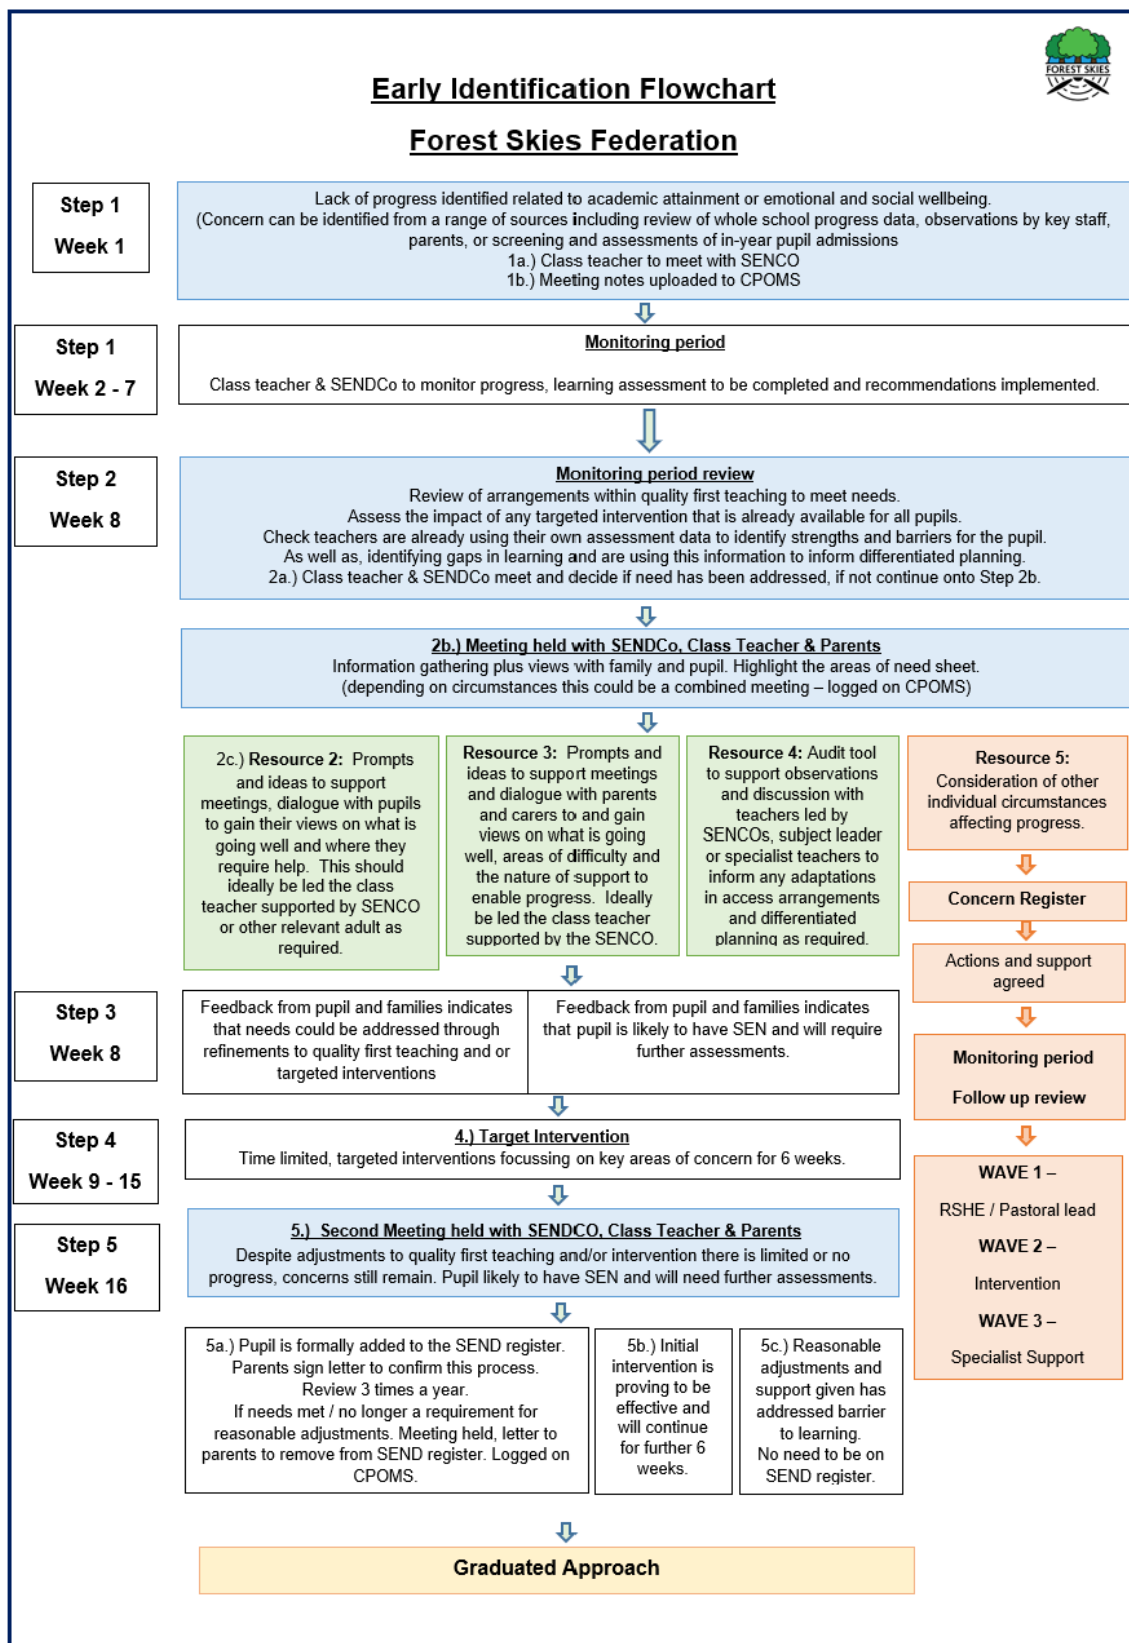 FOREST SKIES
Early Identification Flowchart
Forest Skies Federation
Step 1
Week 1
Lack of progress identified related to academic attainment or emotional and social wellbeing.
(Concern can be identified from a range of sources including review of whole school progress data, observations by key staff,
parents, or screening and assessments of in-year pupil admissions
1a.) Class teacher to meet with SENCO
1b.) Meeting notes uploaded to CPOMS
Step 1
Week 2 - 7
Monitoring period
Class teacher & SENDCo to monitor progress, learning assessment to be completed and recommendations implemented.
Step 2
Week 8
Monitoring period review
Review of arrangements within quality first teaching to meet needs.
Assess the impact of any targeted intervention that is already available for all pupils.
Check teachers are already using their own assessment data to identify strengths and barriers for the pupil.
As well as, identifying gaps in learning and are using this information to inform differentiated planning.
2a.) Class teacher & SENDCo meet and decide if need has been addressed, if not continue onto Step 2b.
2b.) Meeting held with SENDCo, Class Teacher & Parents
Information gathering plus views with family and pupil. Highlight the areas of need sheet.
(depending on circumstances this could be a combined meeting – logged on CPOMS)
2c.) Resource 2: Prompts
and ideas to support
meetings, dialogue with pupils
to gain their views on what is
going well and where they
require help. This should
ideally be led the class
teacher supported by SENCO
or other relevant adult as
required.
Resource 3: Prompts and
ideas to support meetings
and dialogue with parents
and carers to and gain
views on what is going
well, areas of difficulty and
the nature of support to
enable progress. Ideally
be led the class teacher
supported by the SENCO.
Resource 4: Audit tool
to support observations
and discussion with
teachers led by
SENCOs, subject leader
or specialist teachers to
inform any adaptations
in access arrangements
and differentiated
planning as required.
Resource 5:
Consideration of other
individual circumstances
affecting progress.
Concern Register
Actions and support
agreed
Monitoring period
Follow up review
WAVE 1 –
RSHE / Pastoral lead
WAVE 2 –
Intervention
WAVE 3 –
Specialist Support
Step 3
Week 8
Feedback from pupil and families indicates
that needs could be addressed through
refinements to quality first teaching and or
targeted interventions
Feedback from pupil and families indicates
that pupil is likely to have SEN and will require
further assessments.
Step 4
Week 9 - 15
4.) Target Intervention
Time limited, targeted interventions focussing on key areas of concern for 6 weeks.
Step 5
Week 16
5.) Second Meeting held with SENDCO, Class Teacher & Parents
Despite adjustments to quality first teaching and/or intervention there is limited or no
progress, concerns still remain. Pupil likely to have SEN and will need further assessments.
5a.) Pupil is formally added to the SEND register.
Parents sign letter to confirm this process.
Review 3 times a year.
If needs met / no longer a requirement for
reasonable adjustments. Meeting held, letter to
parents to remove from SEND register. Logged on
CPOMS.
5b.) Initial
intervention is
proving to be
effective and
will continue
for further 6
weeks.
5c.) Reasonable
adjustments and
support given has
addressed barrier
to learning.
No need to be on
SEND register.
Graduated Approach